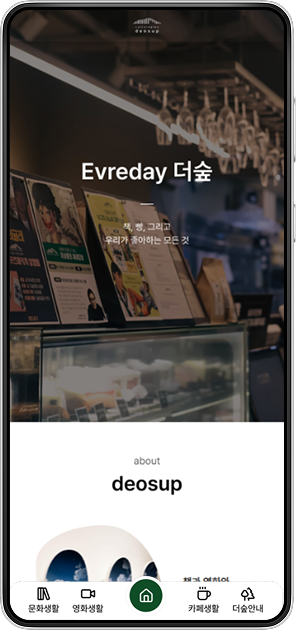 deosup
Evreday 더숲
책, 빵, 그리고
우리가 좋아하는 모든 것
about
deosup
책과 영화와
문화생활
영화생활
카페생활
더숲안내